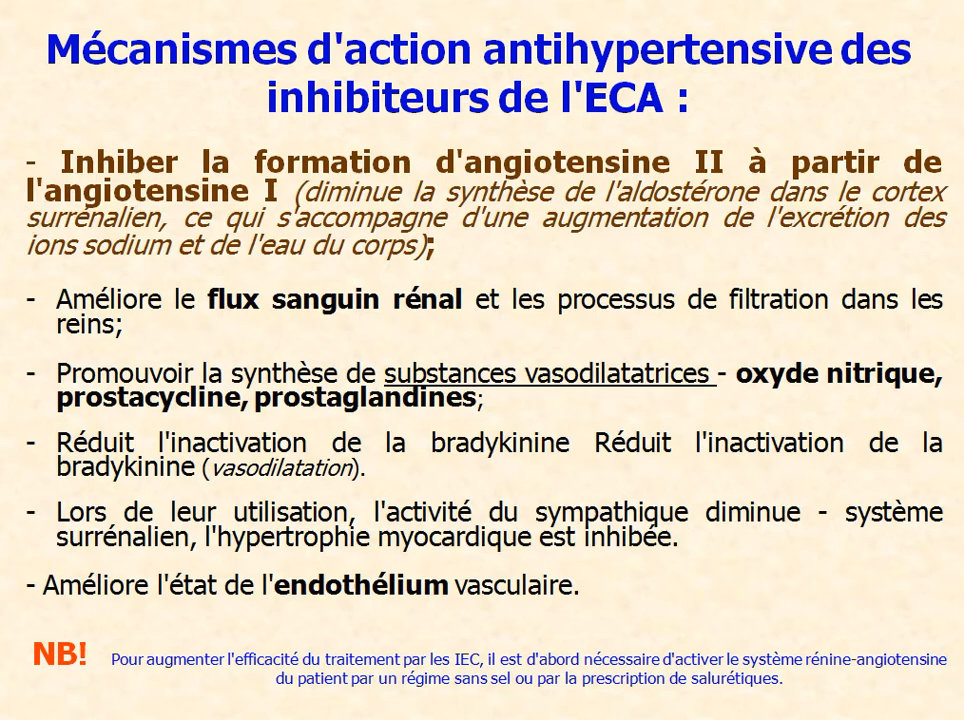 Mécanismes d'action antihypertensive des
inhibiteurs de l'ECA :
- Inhiber la formation d'angiotensine II à partir de
l'angiotensine I (diminue la synthèse de l'aldostérone dans le cortex
surrénalien, ce qui s'accompagne d'une augmentation de l'excrétion des
ions sodium et de l'eau du corps);
- Améliore le flux sanguin rénal et les processus de filtration dans les
reins;
- Promouvoir la synthèse de substances vasodilatatrices - oxyde nitrique,
prostacycline, prostaglandines;
- Réduit l'inactivation de la bradykinine Réduit l'inactivation de la
bradykinine (vasodilatation).
- Lors de leur utilisation, l'activité du sympathique diminue - système
surrénalien, l'hypertrophie myocardique est inhibée.
- Améliore l'état de l'endothélium vasculaire.
NB! Pour augmenter l'efficacité du traitement par les IEC, il est d'abord nécessaire d'activer le système rénine-angiotensine
du patient par un régime sans sel ou par la prescription de salurétiques.